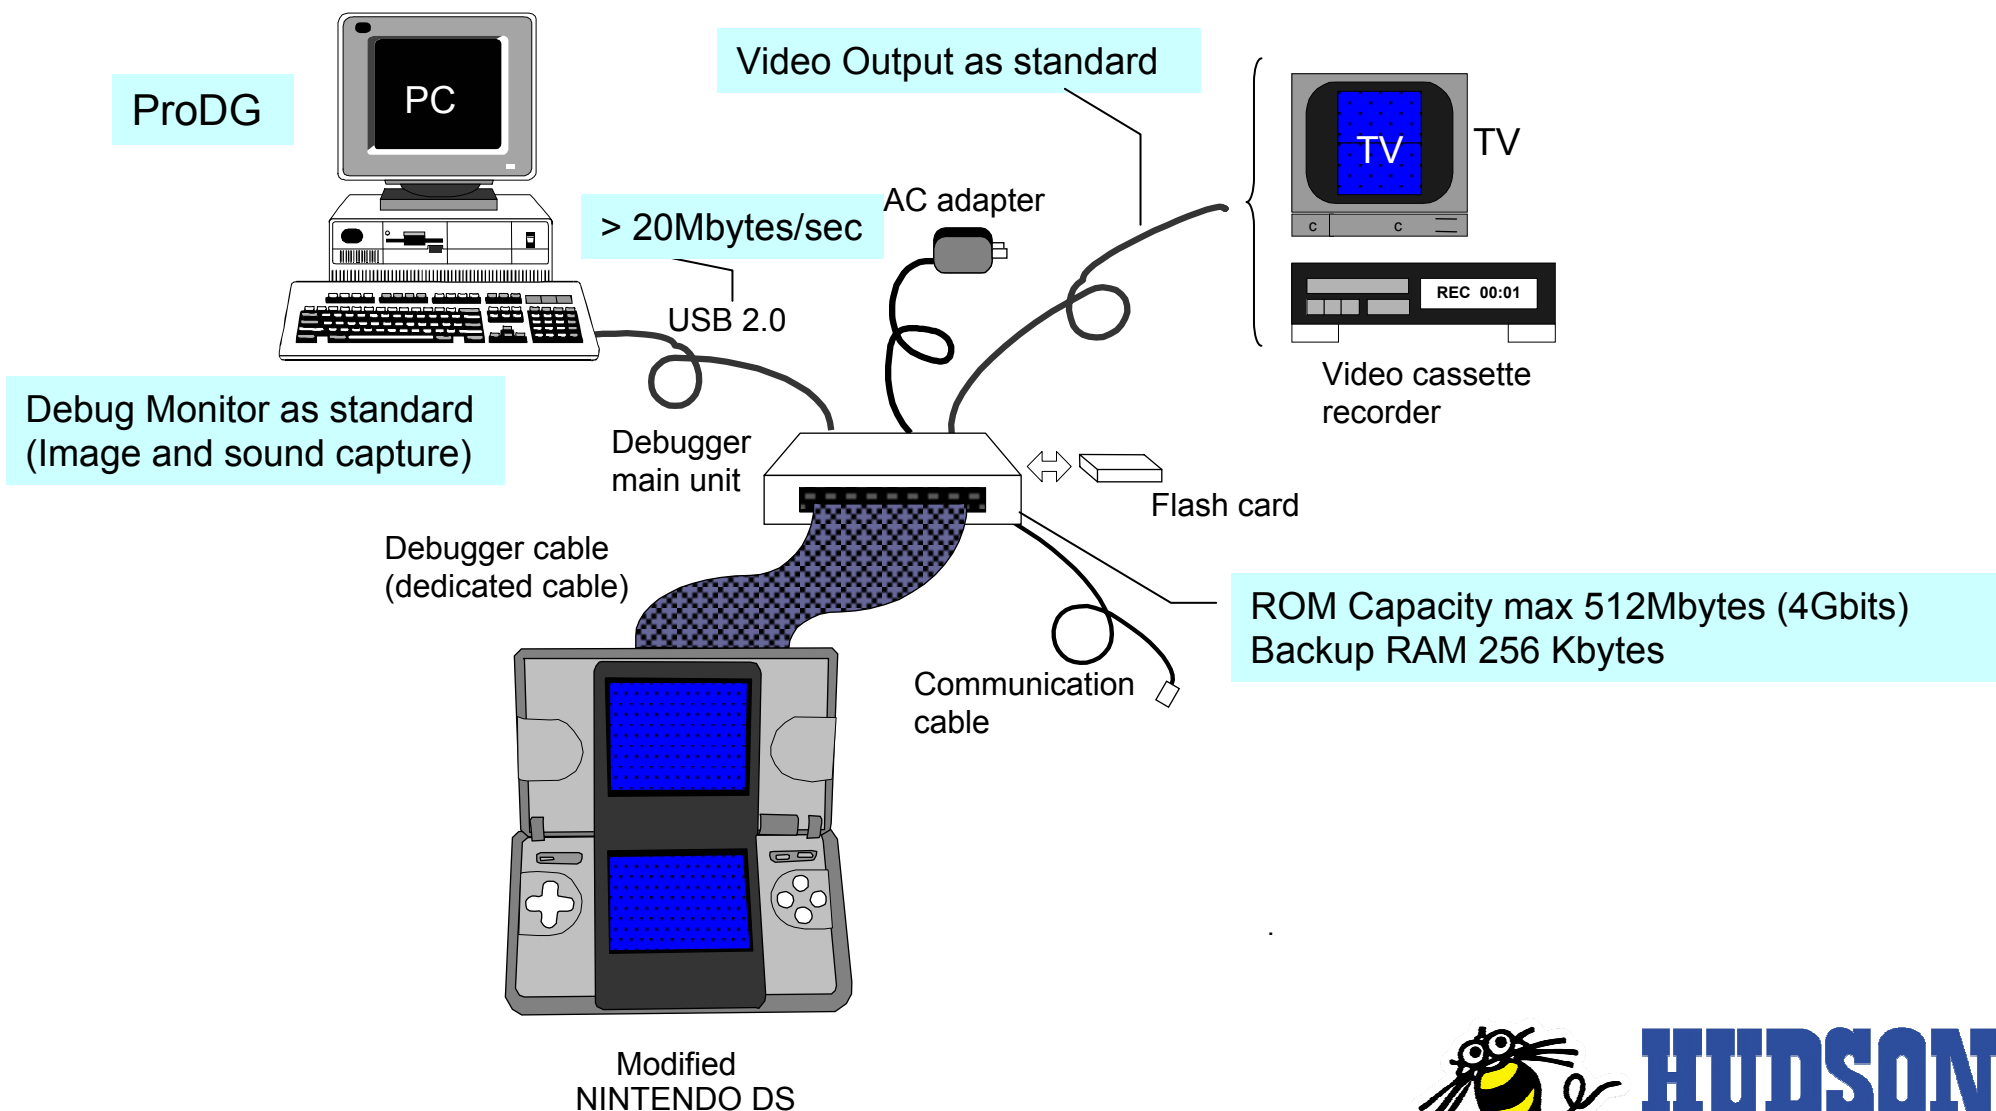 ProDG
PC
Video Output as standard
TV
TV
> 20Mbytes/sec
AC adapter
USB 2.0
C
C
REC 00:01
Video cassette
recorder
Debug Monitor as standard
(Image and sound capture)
Debugger
main unit
Flash card
Debugger cable
(dedicated cable)
ROM Capacity max 512Mbytes (4Gbits)
Backup RAM 256 Kbytes
Communication
cable
.
Modified
NINTENDO DS
HUDSON